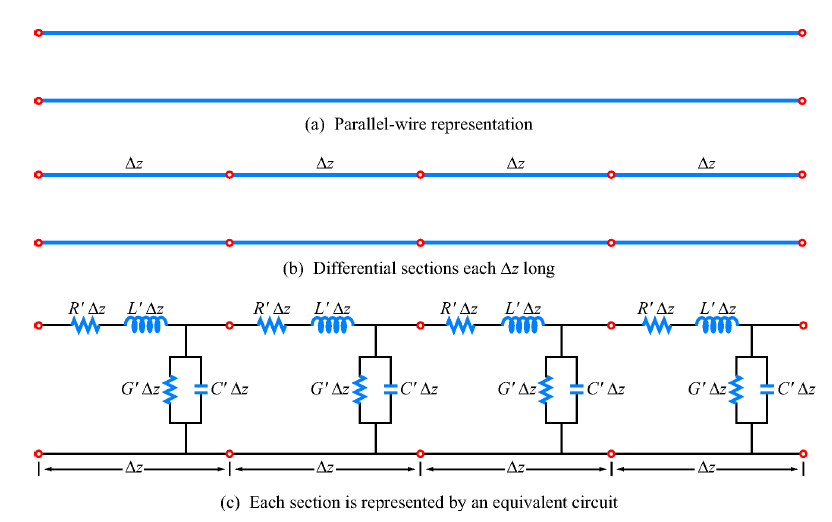 (a) Parallel-wire representation
Δz Δz Δz Δz
(b) Differential sections each Δz long
R′ Δz L′ Δz R′ Δz L′ Δz R′ Δz L′ Δz R′ Δz L′ Δz
G′ Δz C′ Δz G′ Δz C′ Δz G′ Δz C′ Δz G′ Δz C′ Δz
Δz Δz Δz Δz
(c) Each section is represented by an equivalent circuit